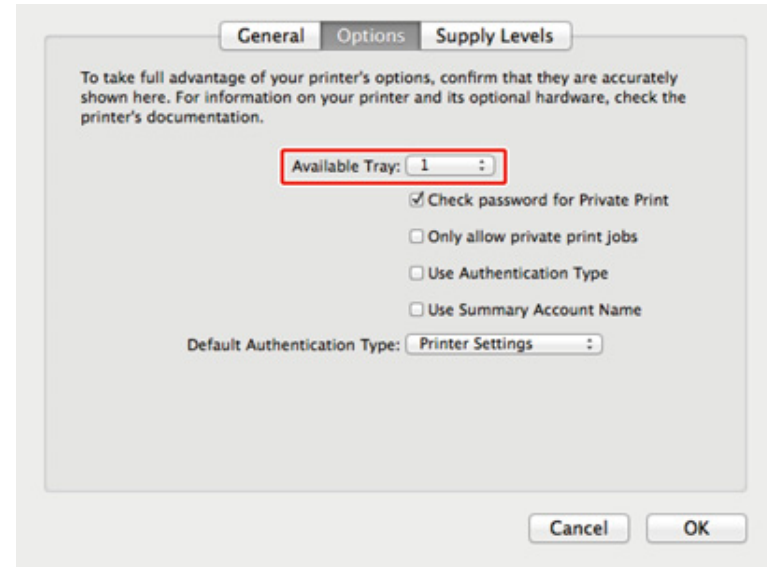 General Options Supply Levels
To take full advantage of your printer's options, confirm that they are accurately
shown here. For information on your printer and its optional hardware, check the
printer's documentation.
Available Tray: 1
Check password for Private Print
Only allow private print jobs
Use Authentication Type
Use Summary Account Name
Default Authentication Type: Printer Settings
Cancel OK